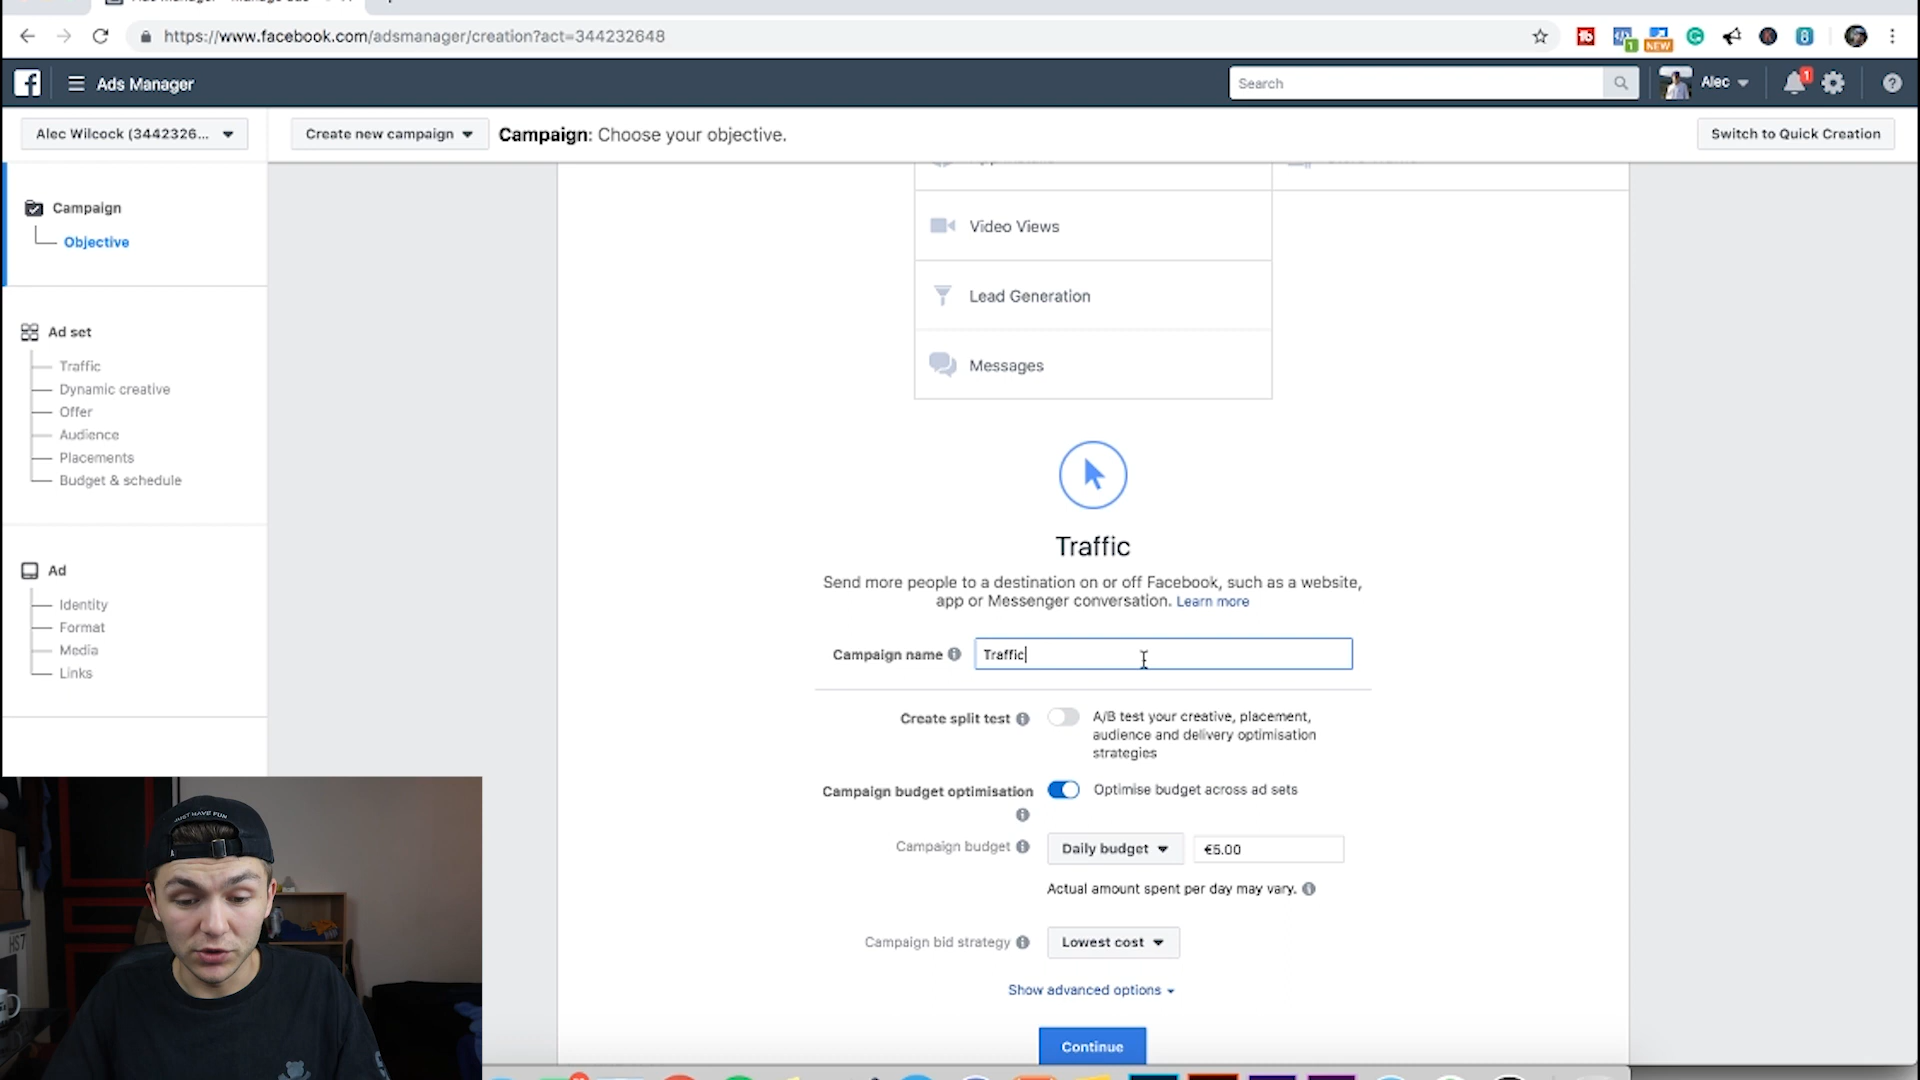 https://www.facebook.com/adsmanager/creation?act=344232648
NEW
1
Ads Manager
Search
Alec
1
Alec Wilcock (3442326...
Create new campaign
Campaign: Choose your objective.
Switch to Quick Creation
Campaign
Objective
Ad set
Traffic
Dynamic creative
Offer
Audience
Placements
Budget & schedule
Ad
Identity
Format
Media
Links
Video Views
Lead Generation
Messages
Traffic
Send more people to a destination on or off Facebook, such as a website,
app or Messenger conversation. Learn more
Campaign name
Traffic
Create split test
A/B test your creative, placement,
audience and delivery optimisation
strategies
Campaign budget optimisation
Optimise budget across ad sets
Campaign budget
Daily budget
€5.00
Actual amount spent per day may vary.
Campaign bid strategy
Lowest cost
Show advanced options
Continue
HS7